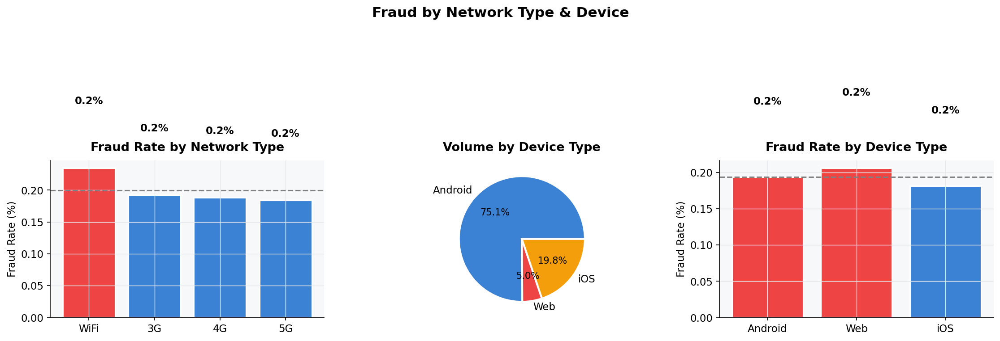 Fraud by Network Type & Device
0.2%
0.2%
0.2%
0.2%
Fraud Rate by Network Type
Fraud Rate (%)
0.20
0.15
0.10
0.05
0.00
WiFi
3G
4G
5G
Volume by Device Type
Android
75.1%
19.8%
5.0%
iOS
Web
0.2%
0.2%
0.2%
Fraud Rate by Device Type
Fraud Rate (%)
0.20
0.15
0.10
0.05
0.00
Android
Web
iOS